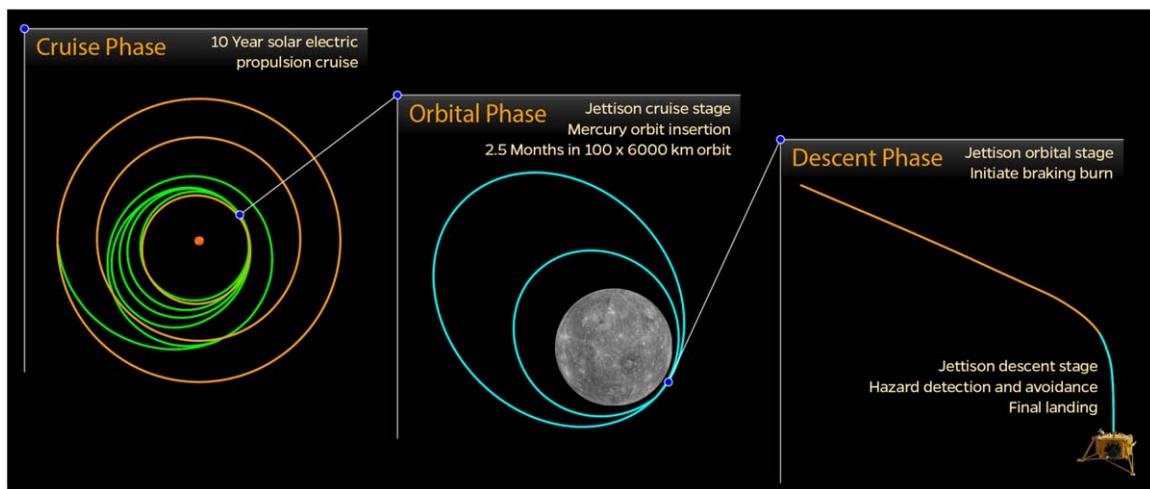 Cruise Phase
10 Year solar electric
propulsion cruise
Orbital Phase
Jettison cruise stage
Mercury orbit insertion
2.5 Months in 100 x 6000 km orbit
Descent Phase
Jettison orbital stage
Initiate braking burn
Jettison descent stage
Hazard detection and avoidance
Final landing